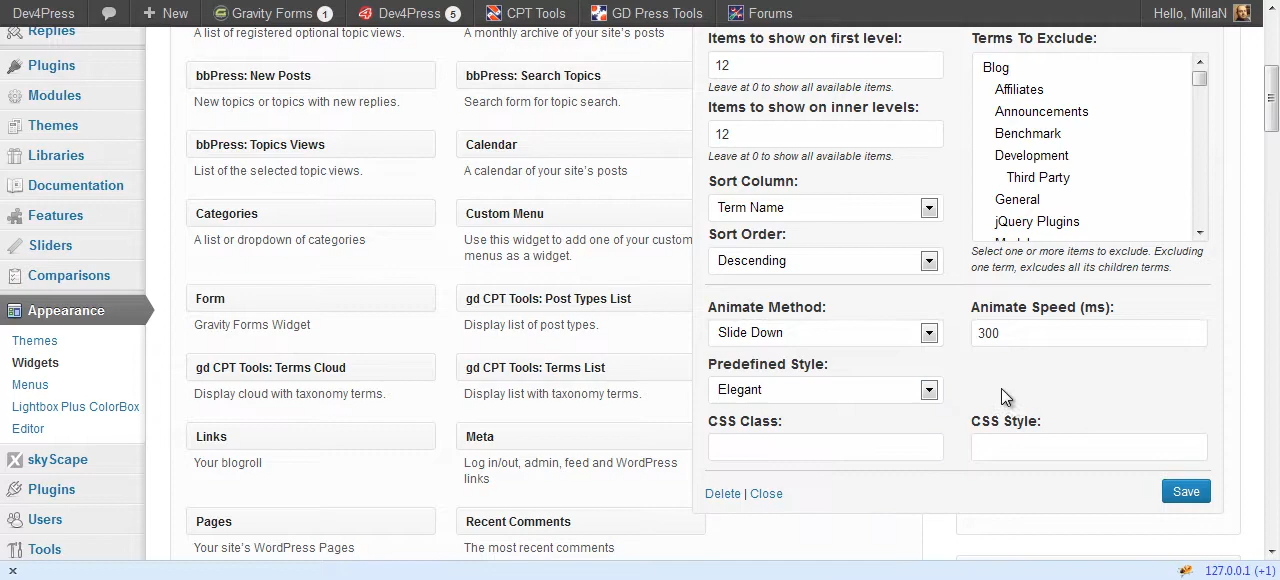 Dev4Press New Gravity Forms 1 Dev4Press 5 CPT Tools GD Press Tools Forums Hello, MillaN
Replies
Plugins
Modules
Themes
Libraries
Documentation
Features
Sliders
Comparisons
Appearance
Themes
Widgets
Menus
Lightbox Plus ColorBox
Editor
skyScape
Plugins
Users
Tools
A list of registered optional topic views.
bbPress: New Posts
New topics or topics with new replies.
bbPress: Topics Views
List of the selected topic views.
Categories
A list or dropdown of categories
Form
Gravity Forms Widget
gd CPT Tools: Terms Cloud
Display cloud with taxonomy terms.
Links
Your blogroll
Pages
Your site's WordPress Pages
A monthly archive of your site's posts
bbPress: Search Topics
Search form for topic search.
Calendar
A calendar of your site's posts
Custom Menu
Use this widget to add one of your custom
menus as a widget.
gd CPT Tools: Post Types List
Display list of post types.
gd CPT Tools: Terms List
Display list with taxonomy terms.
Meta
Log in/out, admin, feed and WordPress
links
Recent Comments
The most recent comments
Items to show on first level:
12
Leave at 0 to show all available items.
Items to show on inner levels:
12
Leave at 0 to show all available items.
Sort Column:
Term Name
Sort Order:
Descending
Terms To Exclude:
Blog
Affiliates
Announcements
Benchmark
Development
Third Party
General
jQuery Plugins
Select one or more items to exclude. Excluding
one term, exlcudes all its children terms.
Animate Method:
Slide Down
Animate Speed (ms):
300
Predefined Style:
Elegant
CSS Class:
CSS Style:
Delete | Close
Save
x
127.0.0.1 (+1)